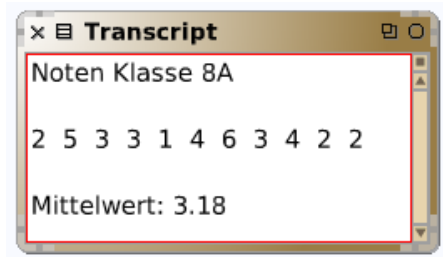 Transcript
Noten Klasse 8A
2 5 3 3 1 4 6 3 4 2 2
Mittelwert: 3.18